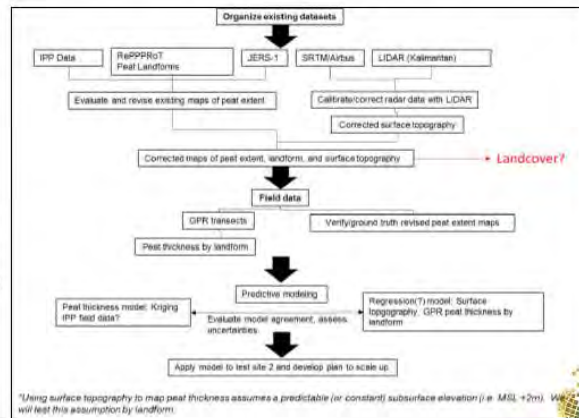 Organize existing datasets
IPP Data
RePPPRoT
Peat Landforms
JERS-1
SRTM/Airbus
LIDAR (Kalimantan)
Evaluate and revise existing maps of peat extent
Calibrate/correct radar data with LiDAR
Corrected surface topography
Corrected maps of peat extent, landform, and surface topography
Landcover?
Field data
GPR transects
Verify/ground truth revised peat extent maps
Peat thickness by landform
Predictive modeling
Peat thickness model: Kriging
IPP field data?
Evaluate model agreement, assess
uncertainties
Regression(?) model: Surface
topography, GPR peat thickness by
landform
Apply model to test site 2 and develop plan to scale up
*Using surface topography to map peat thickness assumes a predictable (or constant) subsurface elevation (i.e. MSL +2m). We
will test this assumption by landform.